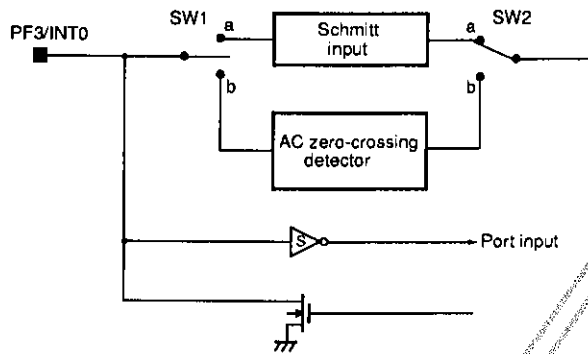 PF3/INT0
SW1
SW2
a
a
Schmitt
input
b
b
AC zero-crossing
detector
S
Port input